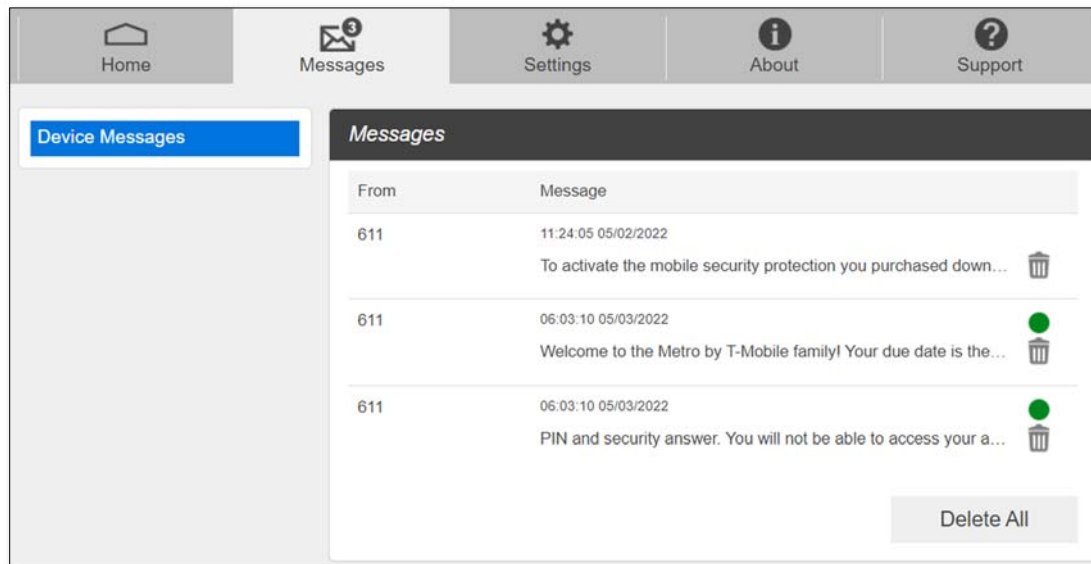 3
Home Messages Settings About Support
Device Messages
Messages
From Message
611 11:24:05 05/02/2022
To activate the mobile security protection you purchased down...
611 06:03:10 05/03/2022
Welcome to the Metro by T-Mobile family! Your due date is the...
611 06:03:10 05/03/2022
PIN and security answer. You will not be able to access your a...
Delete All